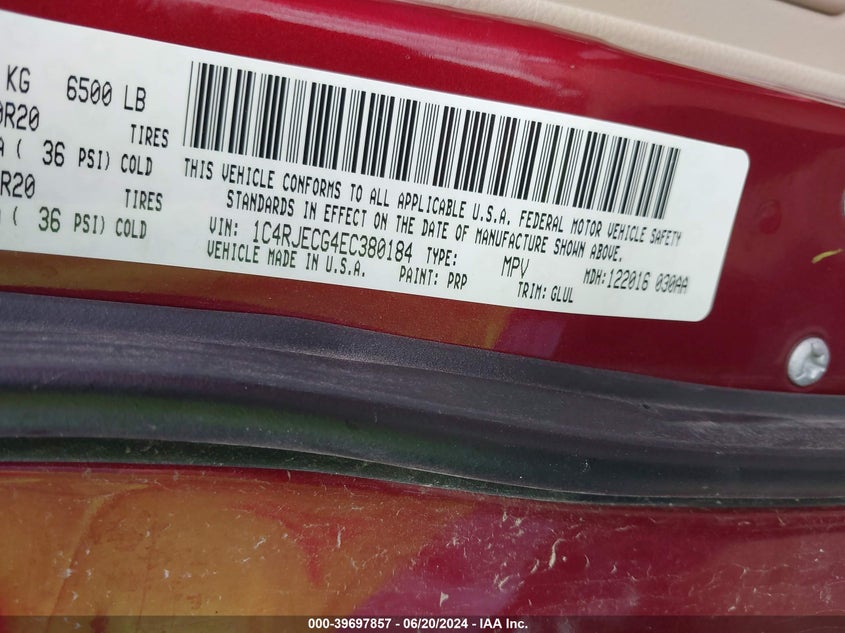 KG 6500 LB
0R20 TIRES
( 36 PSI) COLD
R20 TIRES
( 36 PSI) COLD
THIS VEHICLE CONFORMS TO ALL APPLICABLE U.S.A. FEDERAL MOTOR VEHICLE SAFETY
STANDARDS IN EFFECT ON THE DATE OF MANUFACTURE SHOWN ABOVE.
VIN: 1C4RJECG4EC380184 TYPE: MPV MDH:122016 030AA
VEHICLE MADE IN U.S.A. PAINT: PRP TRIM: GLUL
000-39697857 — 06/20/2024 — IAA Inc.